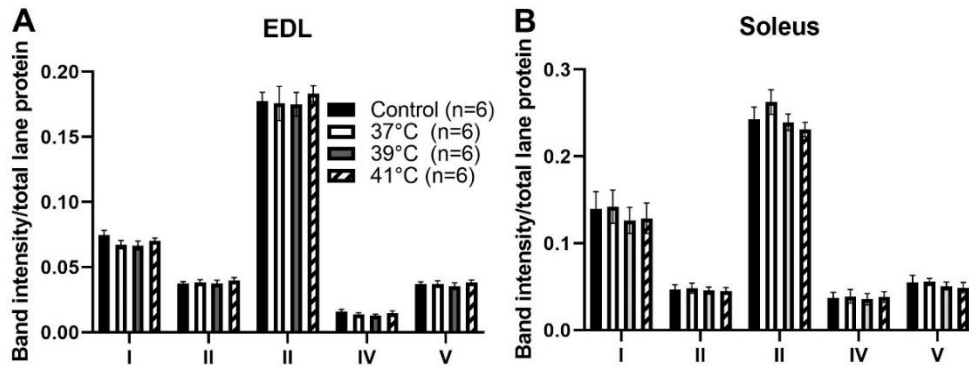 A
EDL
Band intensity/total lane protein
0.20
0.15
0.10
0.05
0.00
Control (n=6)
37°C (n=6)
39°C (n=6)
41°C (n=6)
I II II IV V
B
Soleus
Band intensity/total lane protein
0.3
0.2
0.1
0.0
I II II IV V